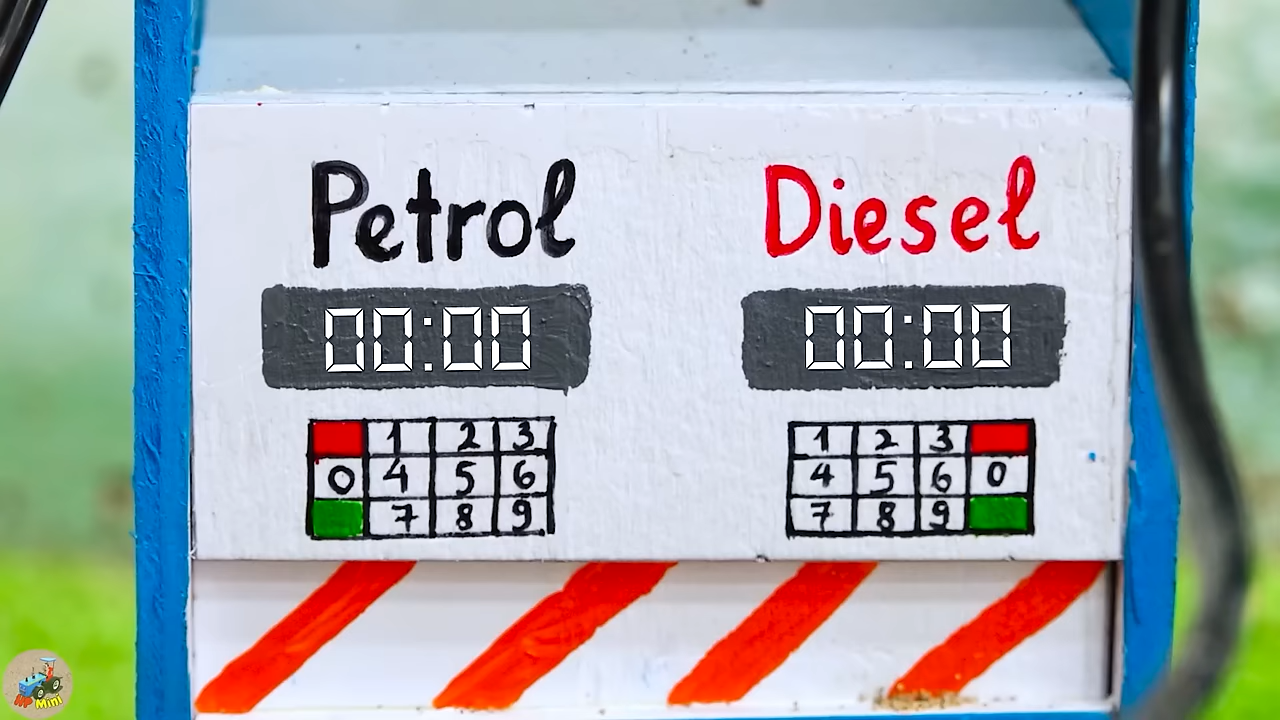 Petrol
Diesel
00:00
00:00
1 2 3
0 4 5 6
7 8 9
1 2 3
4 5 6 0
7 8 9
Mini